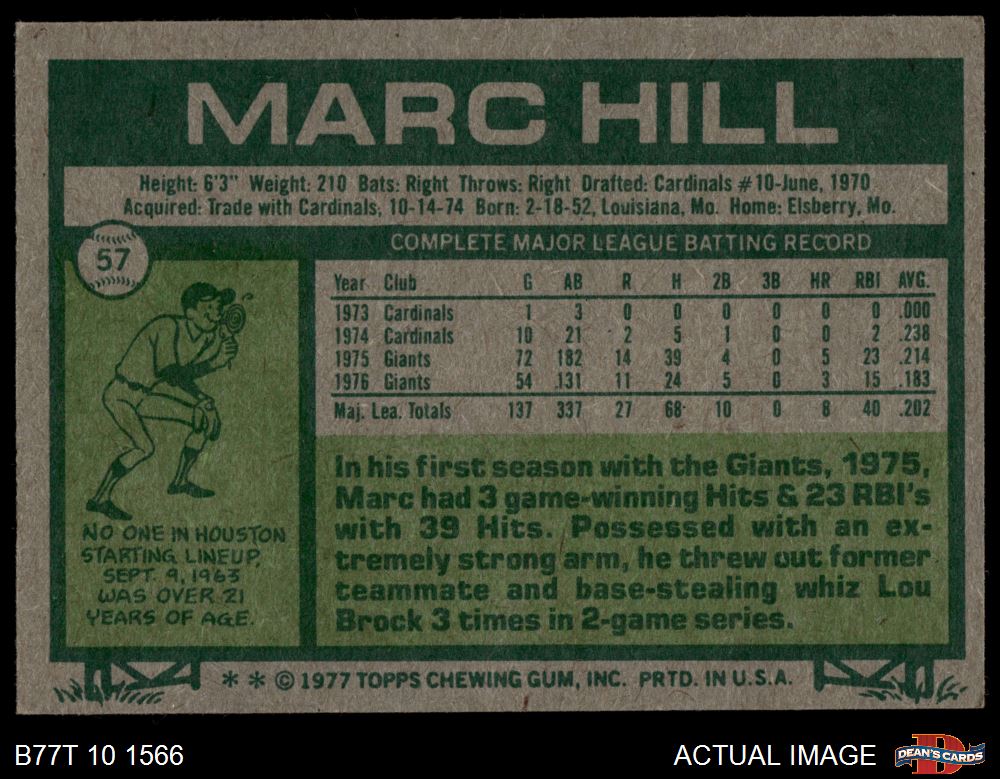 MARC HILL
Height: 6'3" Weight: 210 Bats: Right Throws: Right Drafted: Cardinals #10-June, 1970
Acquired: Trade with Cardinals, 10-14-74 Born: 2-18-52, Louisiana, Mo. Home: Elsberry, Mo.
57
COMPLETE MAJOR LEAGUE BATTING RECORD
Year Club G AB R H 2B 3B HR RBI AVG.
1973 Cardinals 1 3 0 0 0 0 0 0 .000
1974 Cardinals 10 21 2 5 1 0 0 2 .238
1975 Giants 72 182 14 39 4 0 5 23 .214
1976 Giants 54 131 11 24 5 0 3 15 .183
Maj. Lea. Totals 137 337 27 68 10 0 8 40 .202
NO ONE IN HOUSTON
STARTING LINEUP,
SEPT. 9, 1963
WAS OVER 21
YEARS OF AGE.
In his first season with the Giants, 1975,
Marc had 3 game-winning Hits & 23 RBI's
with 39 Hits. Possessed with an ex-
tremely strong arm, he threw out former
teammate and base-stealing whiz Lou
Brock 3 times in 2-game series.
* * © 1977 TOPPS CHEWING GUM, INC. PRTD. IN U.S.A.
B77T 10 1566
ACTUAL IMAGE
D
DEAN'S CARDS